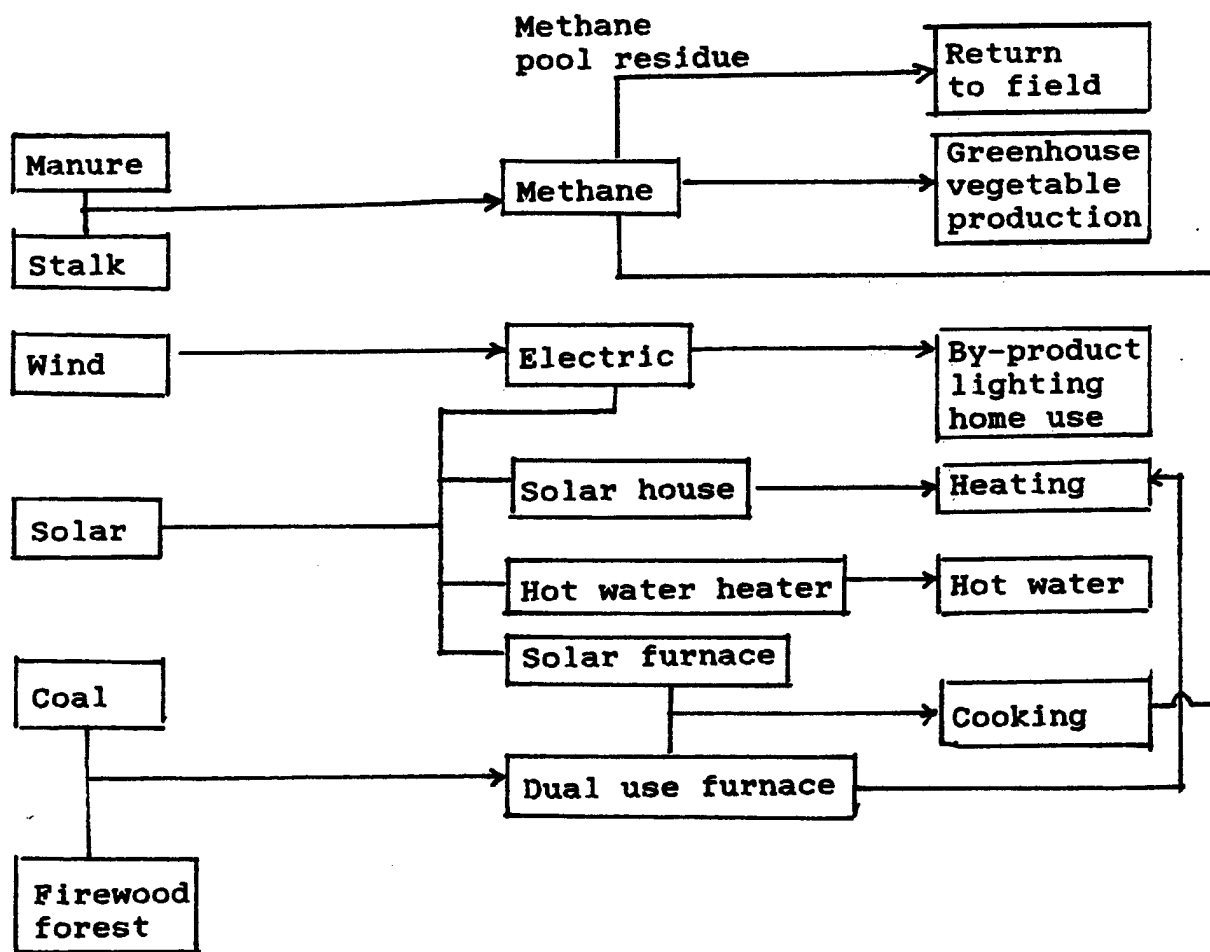 Methane
pool residue
Return
to field
Manure
Methane
Greenhouse
vegetable
production
Stalk
Wind
Electric
By-product
lighting
home use
Solar house
Heating
Solar
Hot water heater
Hot water
Solar furnace
Coal
Cooking
Dual use furnace
Firewood
forest